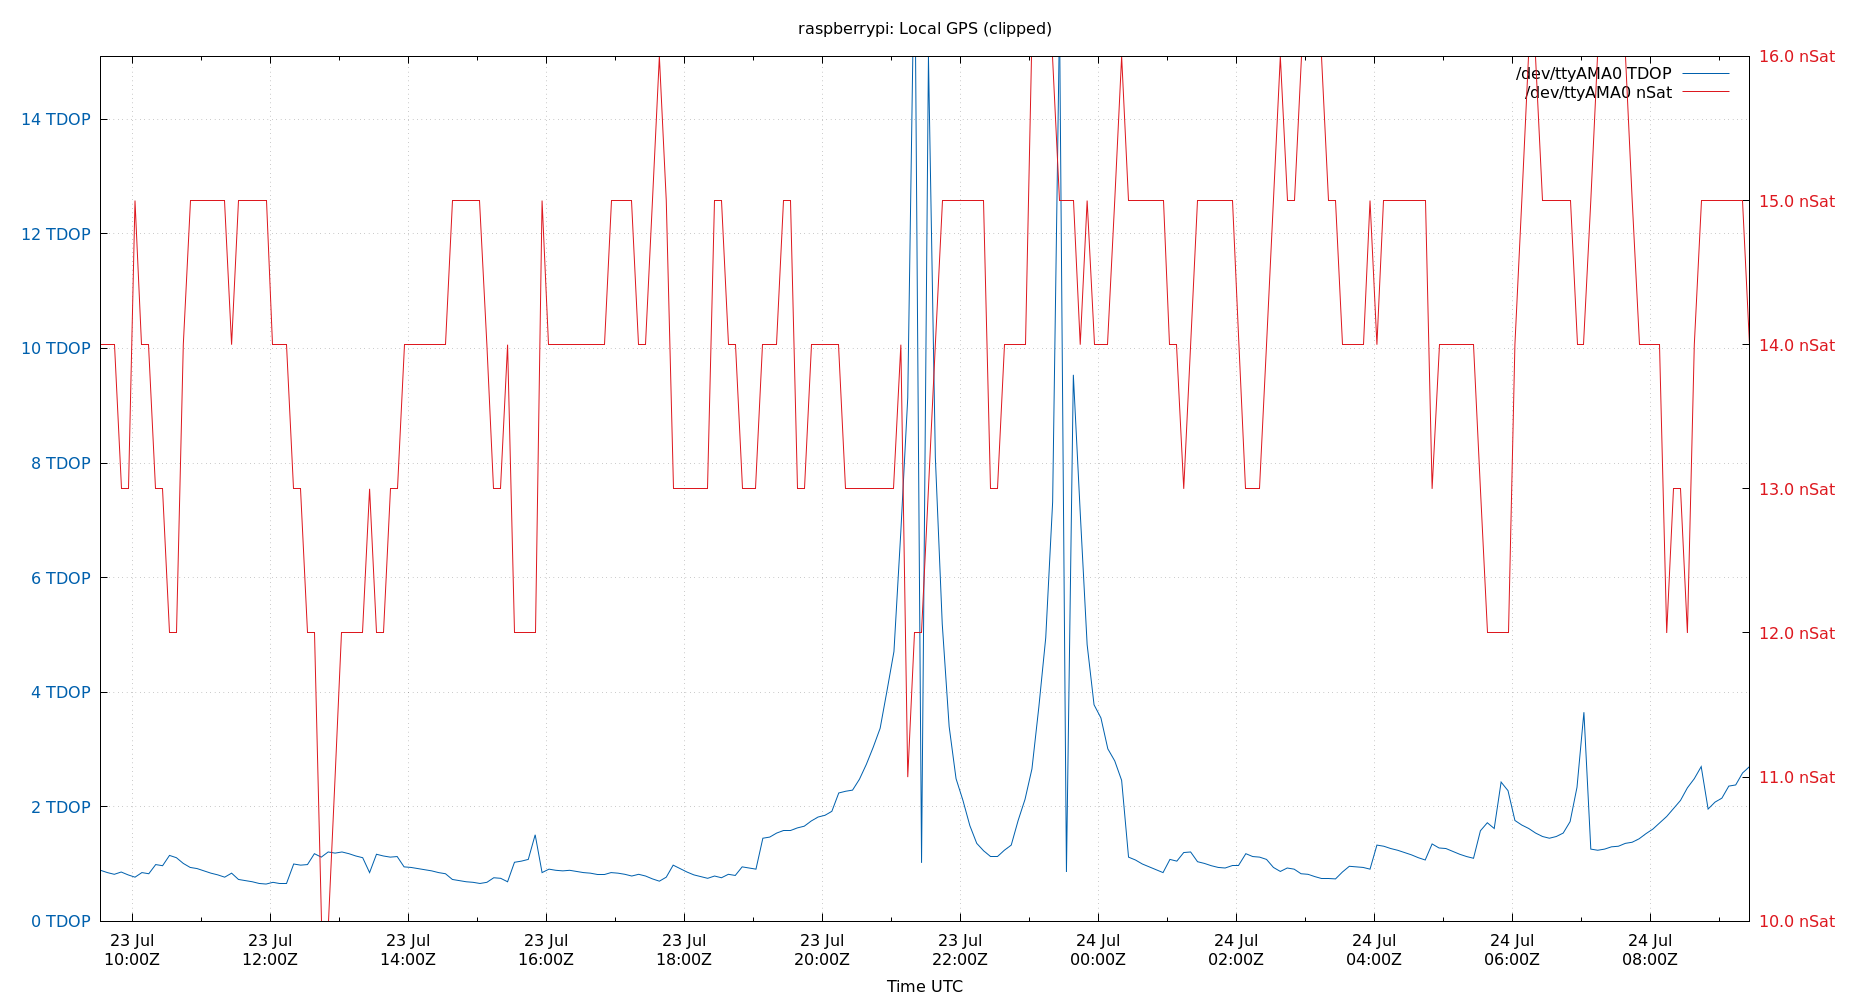 raspberrypi: Local GPS (clipped)
/dev/ttyAMA0 TDOP
/dev/ttyAMA0 nSat
14 TDOP
12 TDOP
10 TDOP
8 TDOP
6 TDOP
4 TDOP
2 TDOP
0 TDOP
16.0 nSat
15.0 nSat
14.0 nSat
13.0 nSat
12.0 nSat
11.0 nSat
10.0 nSat
23 Jul
10:00Z
23 Jul
12:00Z
23 Jul
14:00Z
23 Jul
16:00Z
23 Jul
18:00Z
23 Jul
20:00Z
23 Jul
22:00Z
24 Jul
00:00Z
24 Jul
02:00Z
24 Jul
04:00Z
24 Jul
06:00Z
24 Jul
08:00Z
Time UTC